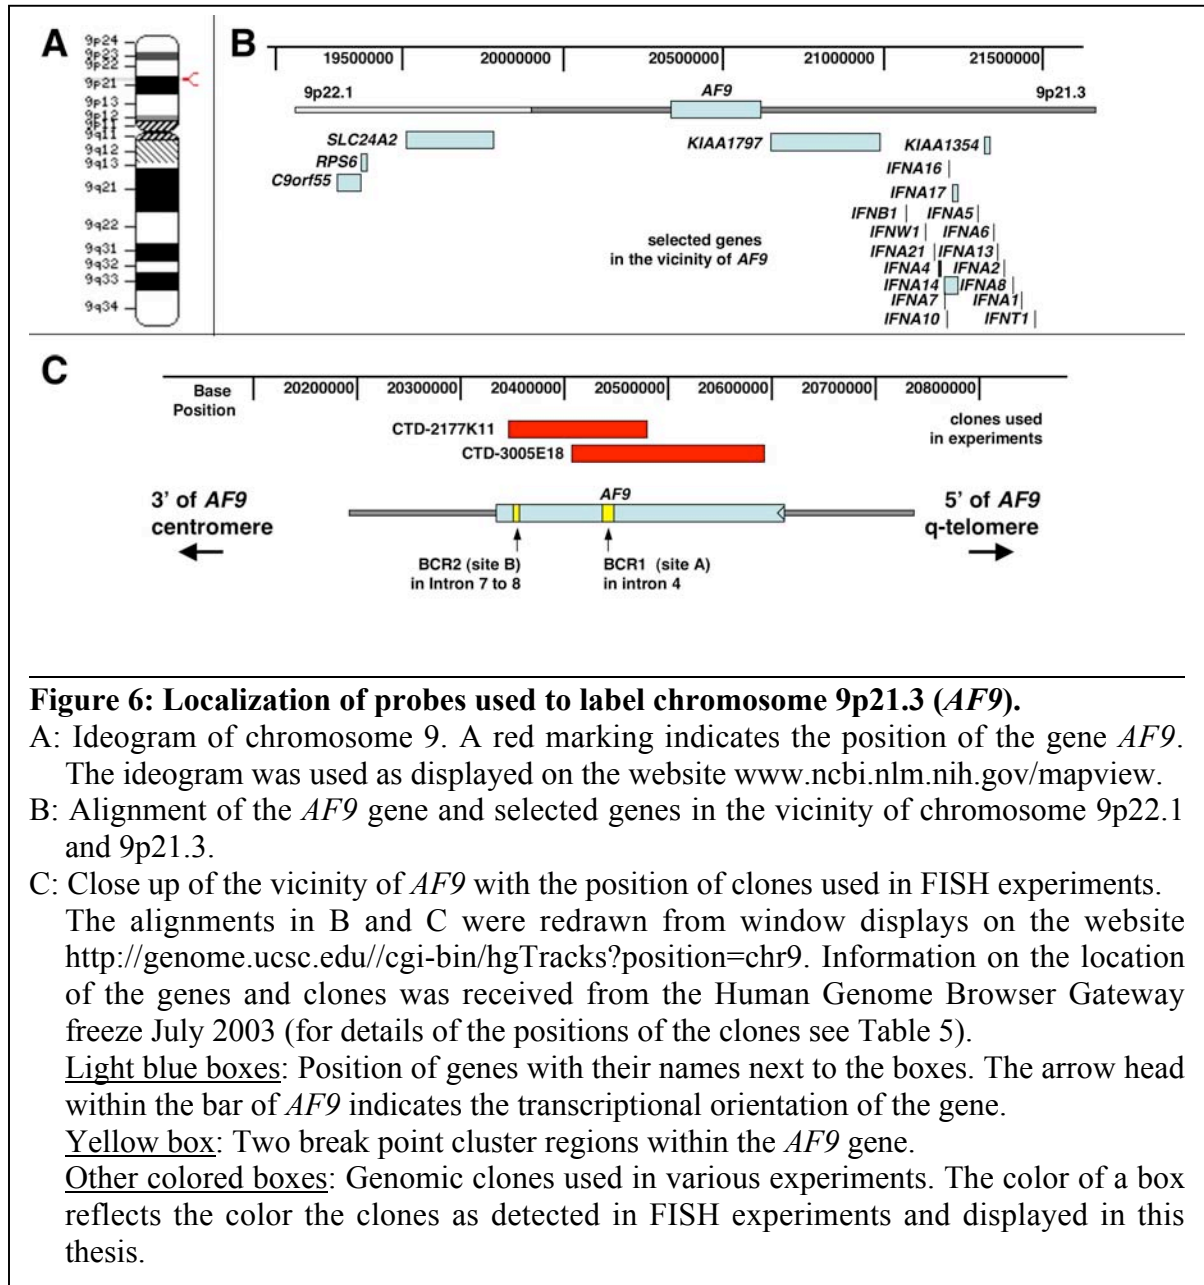 A
9p24
9p23
9p22
9p21
9p13
9p12
9p11
9q11
9q12
9q13
9q21
9q22
9q31
9q32
9q33
9q34
B
19500000 20000000 20500000 21000000 21500000
9p22.1 AF9 9p21.3
SLC24A2 KIAA1797 KIAA1354
RPS6 IFNA16
C9orf55 IFNA17
IFNB1 IFNA5
selected genes IFNW1 IFNA6
in the vicinity of AF9 IFNA21 IFNA13
IFNA4 IFNA2
IFNA14 IFNA8
IFNA7 IFNA1
IFNA10 IFNT1
C
Base Position 20200000 20300000 20400000 20500000 20600000 20700000 20800000
CTD-2177K11 clones used
CTD-3005E18 in experiments
3' of AF9 AF9 5' of AF9
centromere q-telomere
BCR2 (site B) BCR1 (site A)
in Intron 7 to 8 in intron 4
Figure 6: Localization of probes used to label chromosome 9p21.3 (AF9).
A: Ideogram of chromosome 9. A red marking indicates the position of the gene AF9.
The ideogram was used as displayed on the website www.ncbi.nlm.nih.gov/mapview.
B: Alignment of the AF9 gene and selected genes in the vicinity of chromosome 9p22.1
and 9p21.3.
C: Close up of the vicinity of AF9 with the position of clones used in FISH experiments.
The alignments in B and C were redrawn from window displays on the website
http://genome.ucsc.edu//cgi-bin/hgTracks?position=chr9. Information on the location
of the genes and clones was received from the Human Genome Browser Gateway
freeze July 2003 (for details of the positions of the clones see Table 5).
Light blue boxes: Position of genes with their names next to the boxes. The arrow head
within the bar of AF9 indicates the transcriptional orientation of the gene.
Yellow box: Two break point cluster regions within the AF9 gene.
Other colored boxes: Genomic clones used in various experiments. The color of a box
reflects the color the clones as detected in FISH experiments and displayed in this
thesis.